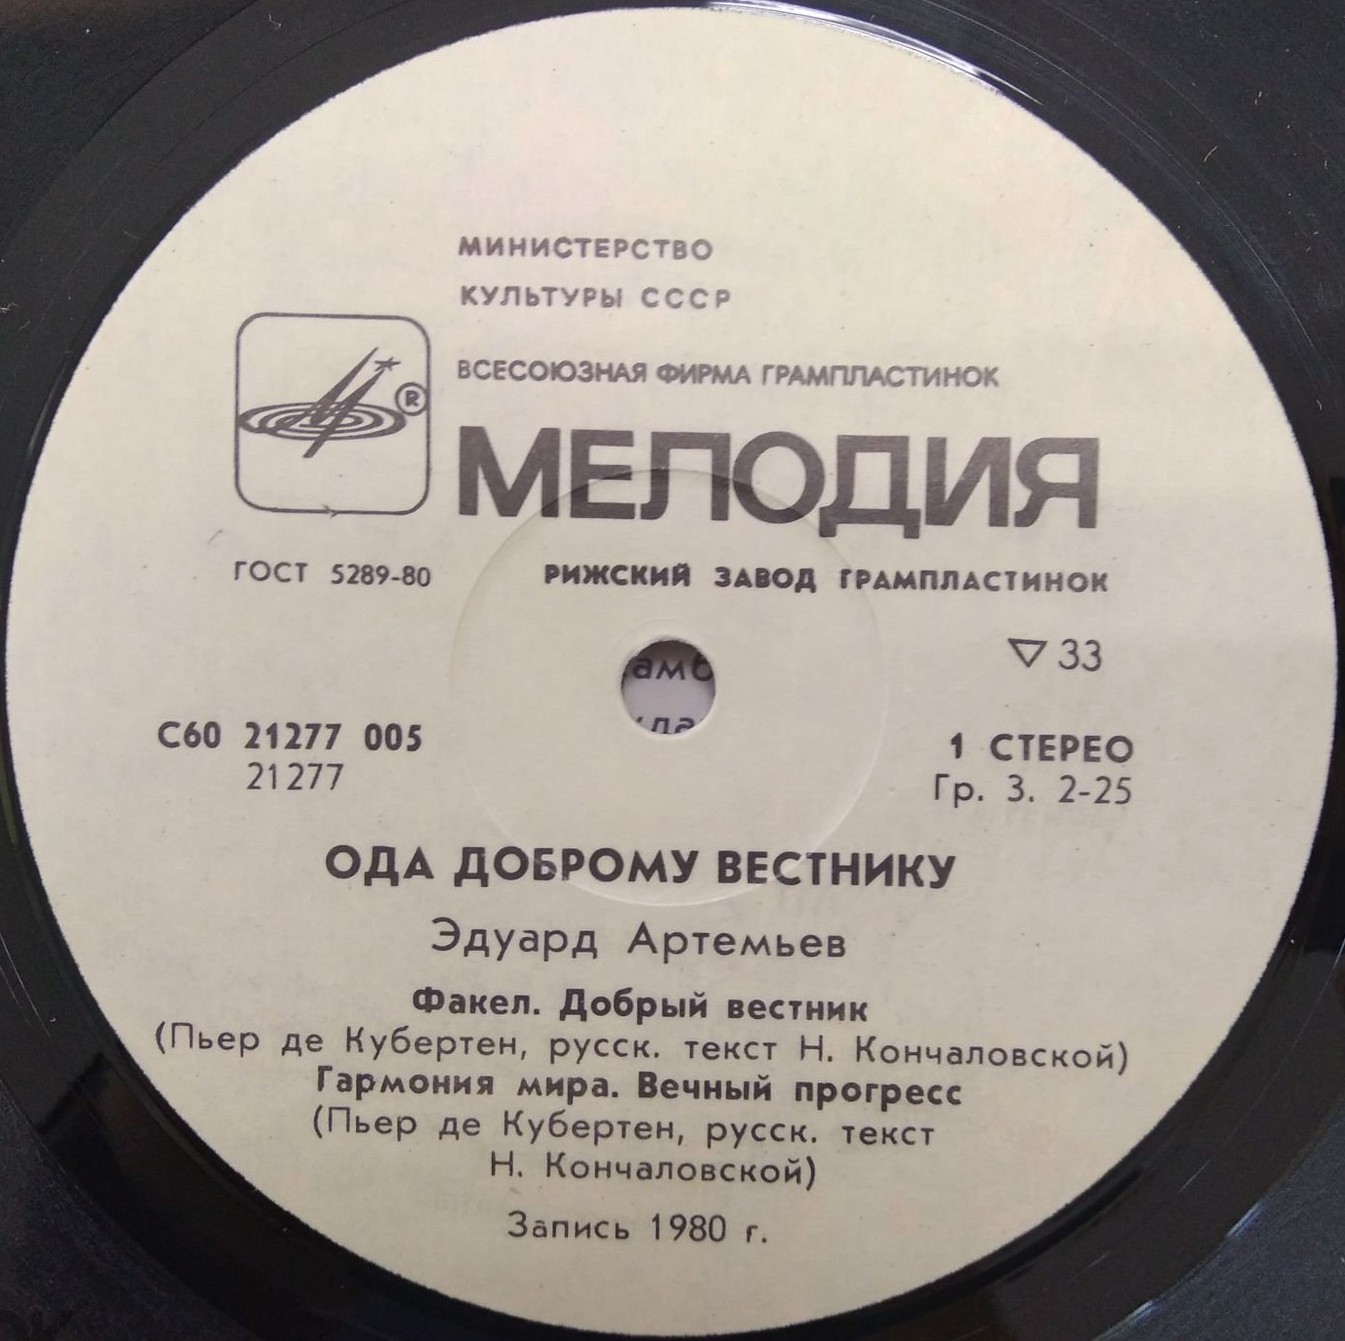 МИНИСТЕРСТВО
КУЛЬТУРЫ СССР
ВСЕСОЮЗНАЯ ФИРМА ГРАМПЛАСТИНОК
®
МЕЛОДИЯ
ГОСТ 5289-80 РИЖСКИЙ ЗАВОД ГРАМПЛАСТИНОК
▽ 33
С60 21277 005 1 СТЕРЕО
21277 Гр. 3. 2-25
ОДА ДОБРОМУ ВЕСТНИКУ
Эдуард Артемьев
Факел. Добрый вестник
(Пьер де Кубертен, русск. текст Н. Кончаловской)
Гармония мира. Вечный прогресс
(Пьер де Кубертен, русск. текст
Н. Кончаловской)
Запись 1980 г.